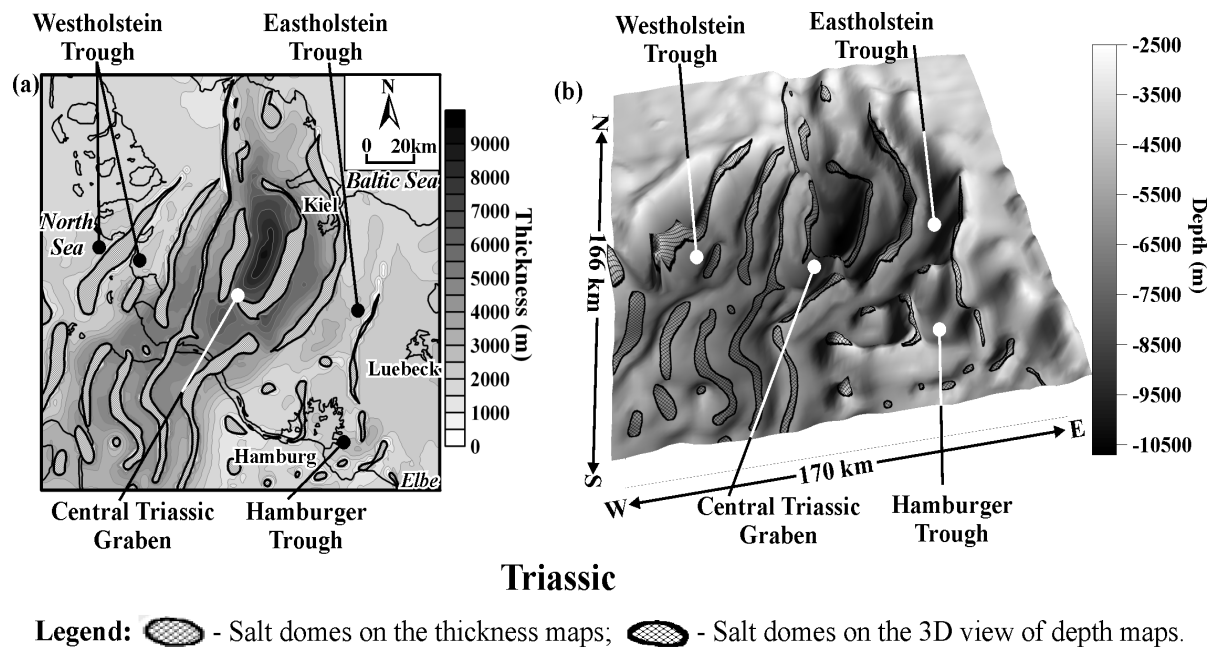 Westholstein
Trough
Eastholstein
Trough
(a)
N
0 20km
Baltic Sea
Kiel
North
Sea
Luebeck
Hamburg
Elbe
Central Triassic
Graben
Hamburger
Trough
9000
8000
7000
6000
5000
4000
3000
2000
1000
0
Thickness (m)
Westholstein
Trough
Eastholstein
Trough
(b)
N
166 km
S
W
170 km
E
Central Triassic
Graben
Hamburger
Trough
-2500
-3500
-4500
-5500
-6500
-7500
-8500
-9500
-10500
Depth (m)
Triassic
Legend: - Salt domes on the thickness maps; - Salt domes on the 3D view of depth maps.